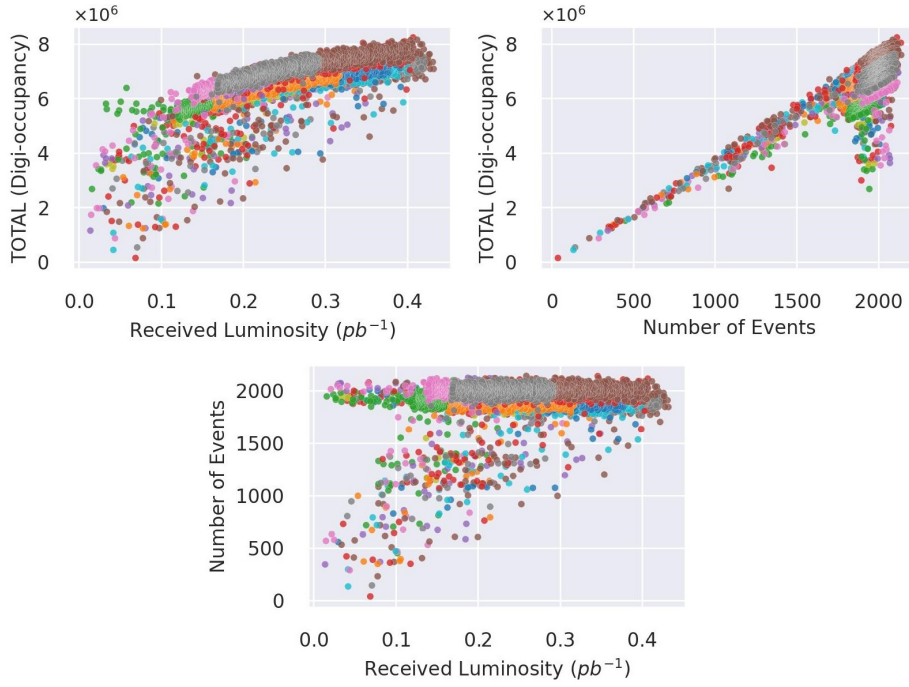 ×10⁶
8
6
4
2
0
TOTAL (Digi-occupancy)
0.0 0.1 0.2 0.3 0.4
Received Luminosity (pb⁻¹)
×10⁶
8
6
4
2
0
TOTAL (Digi-occupancy)
0 500 1000 1500 2000
Number of Events
2000
1500
1000
500
0
Number of Events
0.0 0.1 0.2 0.3 0.4
Received Luminosity (pb⁻¹)